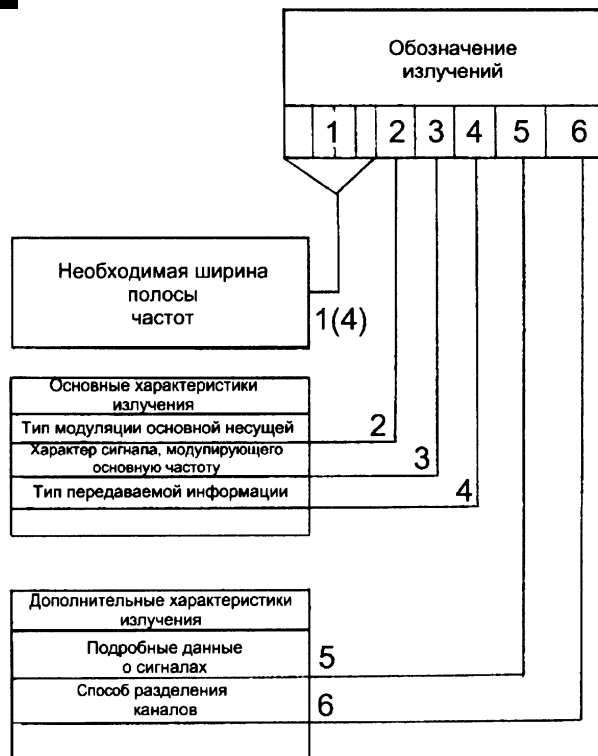 Обозначение
излучений
1 2 3 4 5 6
Необходимая ширина
полосы
частот
1(4)
Основные характеристики
излучения
Тип модуляции основной несущей
2
Характер сигнала, модулирующего
основную частоту
3
Тип передаваемой информации
4
Дополнительные характеристики
излучения
Подробные данные
о сигналах
5
Способ разделения
каналов
6